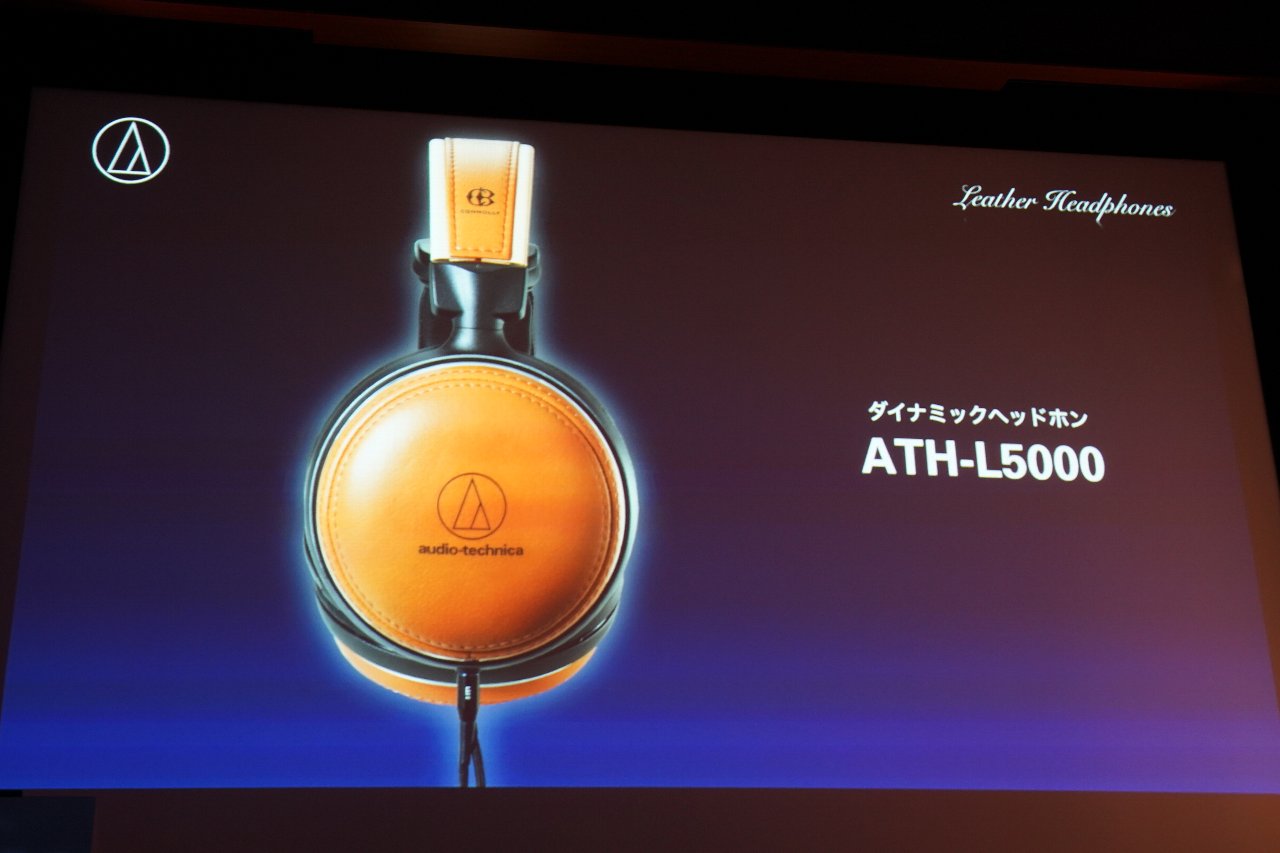 Leather Headphones
CONNOLLY
ダイナミックヘッドホン
ATH-L5000
audio-technica